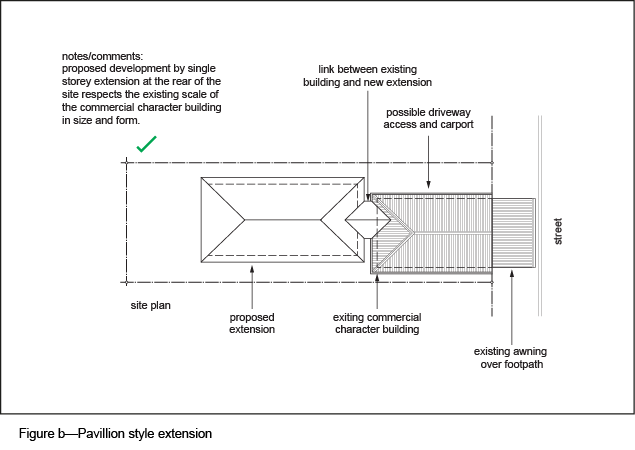 notes/comments:
proposed development by single
storey extension at the rear of the
site respects the existing scale of
the commercial character building
in size and form.
link between existing
building and new extension
possible driveway
access and carport
street
site plan
proposed
extension
exiting commercial
character building
existing awning
over footpath
Figure b—Pavillion style extension